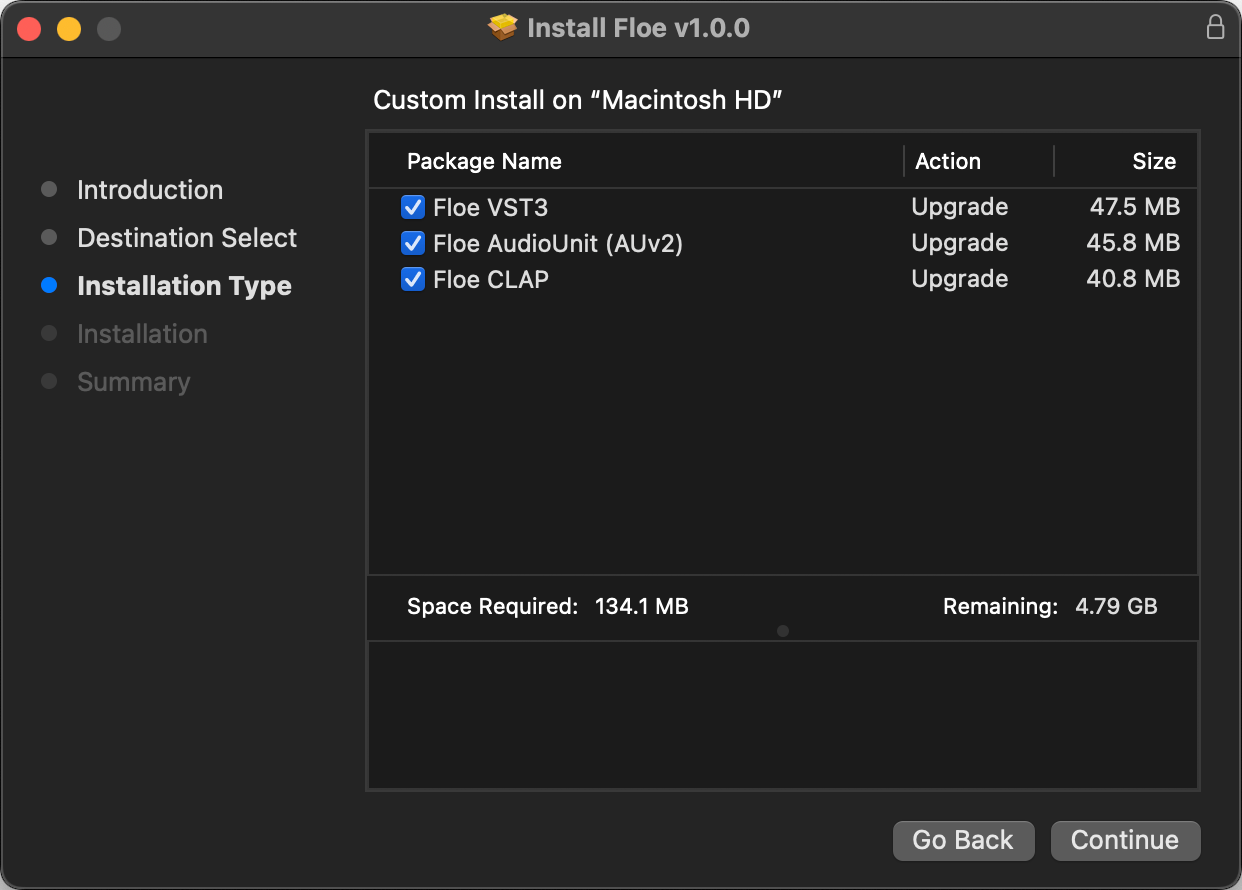 Install Floe v1.0.0
Custom Install on “Macintosh HD”
Introduction
Destination Select
Installation Type
Installation
Summary
Package Name Action Size
Floe VST3 Upgrade 47.5 MB
Floe AudioUnit (AUv2) Upgrade 45.8 MB
Floe CLAP Upgrade 40.8 MB
Space Required: 134.1 MB Remaining: 4.79 GB
Go Back Continue